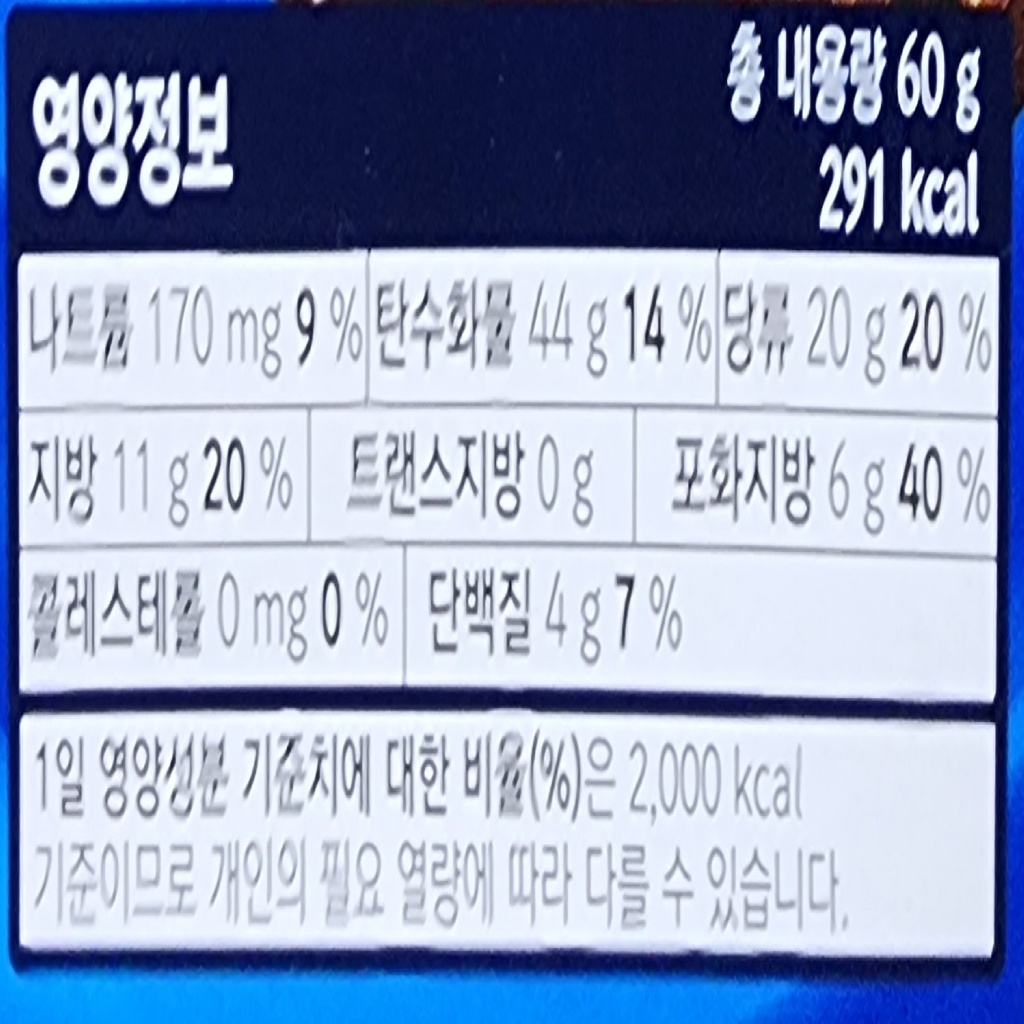 영양정보
총 내용량 60 g
291 kcal
나트륨 170 mg 9 % 탄수화물 44 g 14 % 당류 20 g 20 %
지방 11 g 20 % 트랜스지방 0 g 포화지방 6 g 40 %
콜레스테롤 0 mg 0 % 단백질 4 g 7 %
1일 영양성분 기준치에 대한 비율(%)은 2,000 kcal
기준이므로 개인의 필요 열량에 따라 다를 수 있습니다.